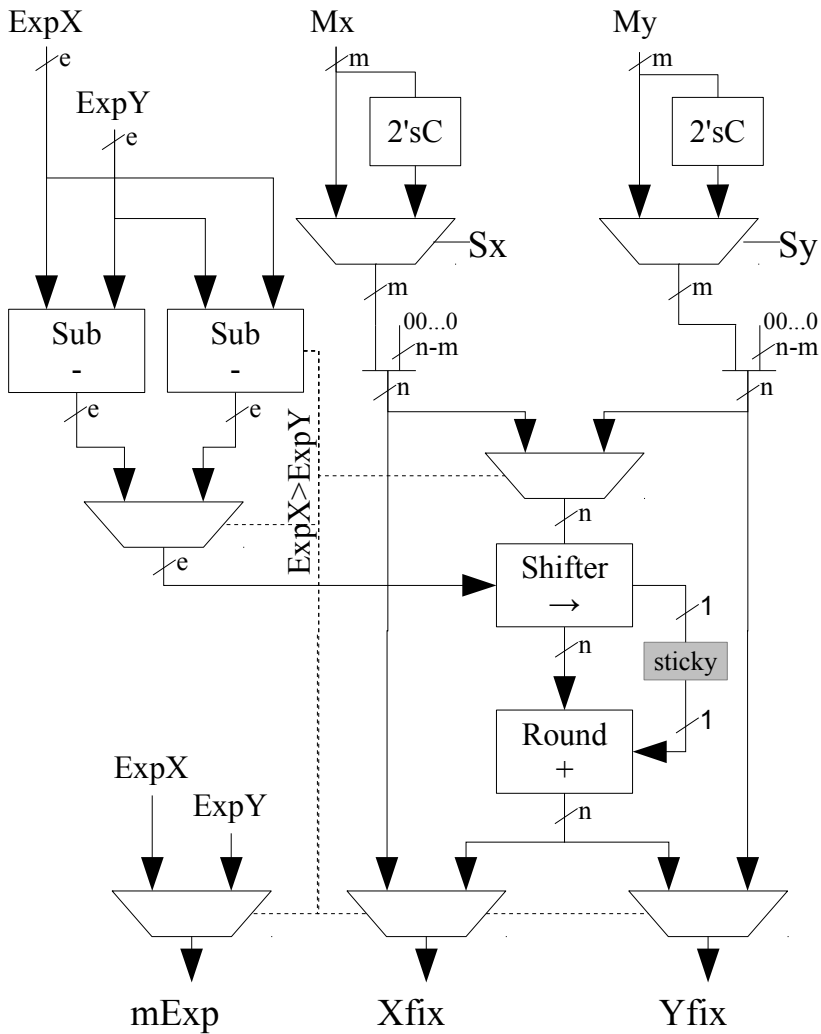 ExpX
Mx
My
e
m
m
ExpY
e
2'sC
2'sC
Sx
Sy
m
m
00...0
00...0
Sub
-
Sub
-
n-m
n-m
n
n
e
e
ExpX>ExpY
n
e
Shifter
→
1
n
sticky
1
Round
+
ExpX
ExpY
n
mExp
Xfix
Yfix